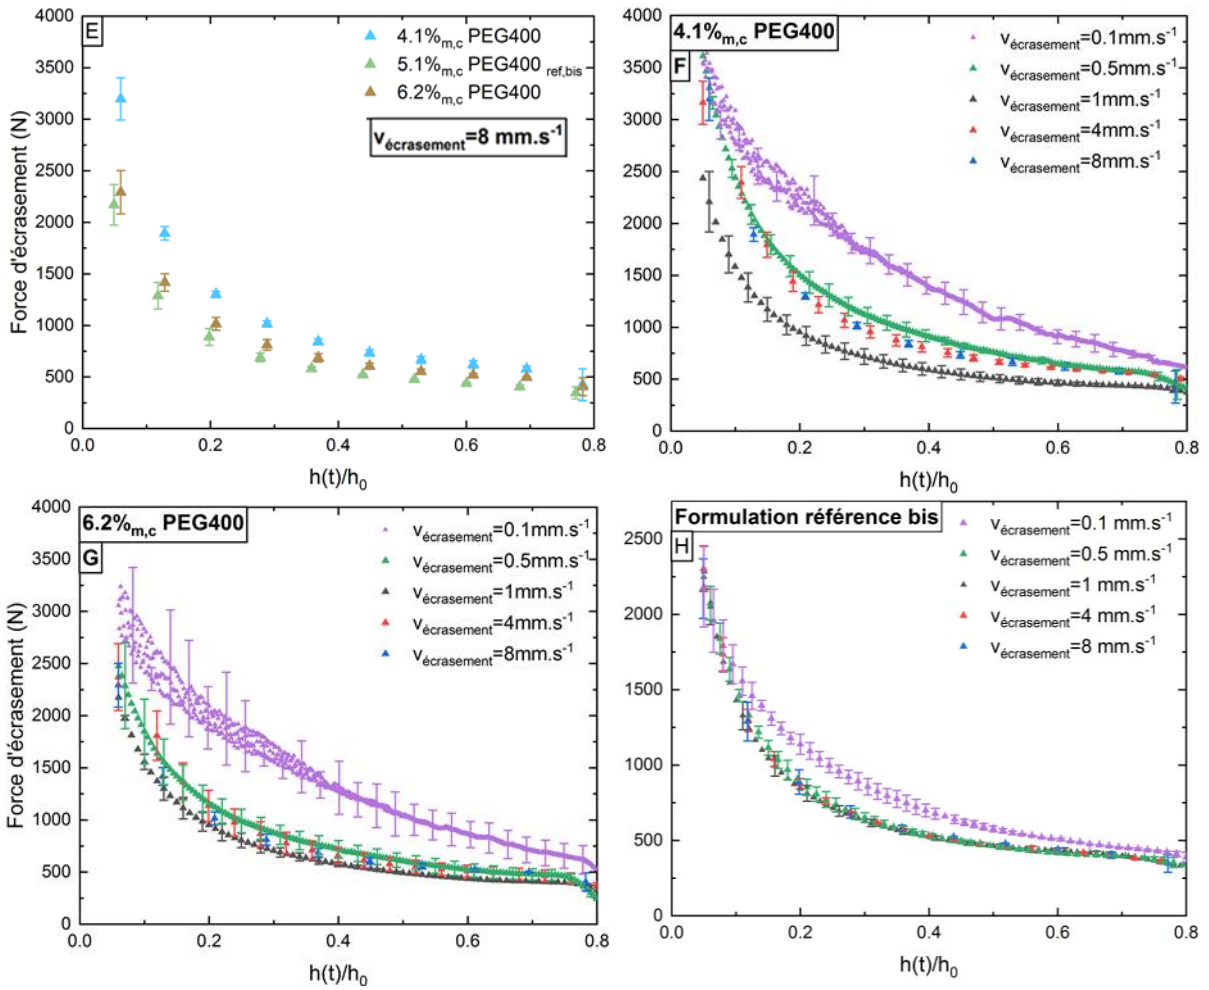 E
4.1%m,c PEG400
5.1%m,c PEG400 ref,bis
6.2%m,c PEG400
vécrasement=8 mm.s-1
Force d'écrasement (N)
4000
3500
3000
2500
2000
1500
1000
500
0
0.0 0.2 0.4 0.6 0.8
h(t)/h0
4.1%m,c PEG400
F
vécrasement=0.1mm.s-1
vécrasement=0.5mm.s-1
vécrasement=1mm.s-1
vécrasement=4mm.s-1
vécrasement=8mm.s-1
4000
3500
3000
2500
2000
1500
1000
500
0
0.0 0.2 0.4 0.6 0.8
h(t)/h0
6.2%m,c PEG400
G
vécrasement=0.1mm.s-1
vécrasement=0.5mm.s-1
vécrasement=1mm.s-1
vécrasement=4mm.s-1
vécrasement=8mm.s-1
Force d'écrasement (N)
4000
3500
3000
2500
2000
1500
1000
500
0
0.0 0.2 0.4 0.6 0.8
h(t)/h0
Formulation référence bis
H
vécrasement=0.1 mm.s-1
vécrasement=0.5 mm.s-1
vécrasement=1 mm.s-1
vécrasement=4 mm.s-1
vécrasement=8 mm.s-1
2500
2000
1500
1000
500
0
0.0 0.2 0.4 0.6 0.8
h(t)/h0